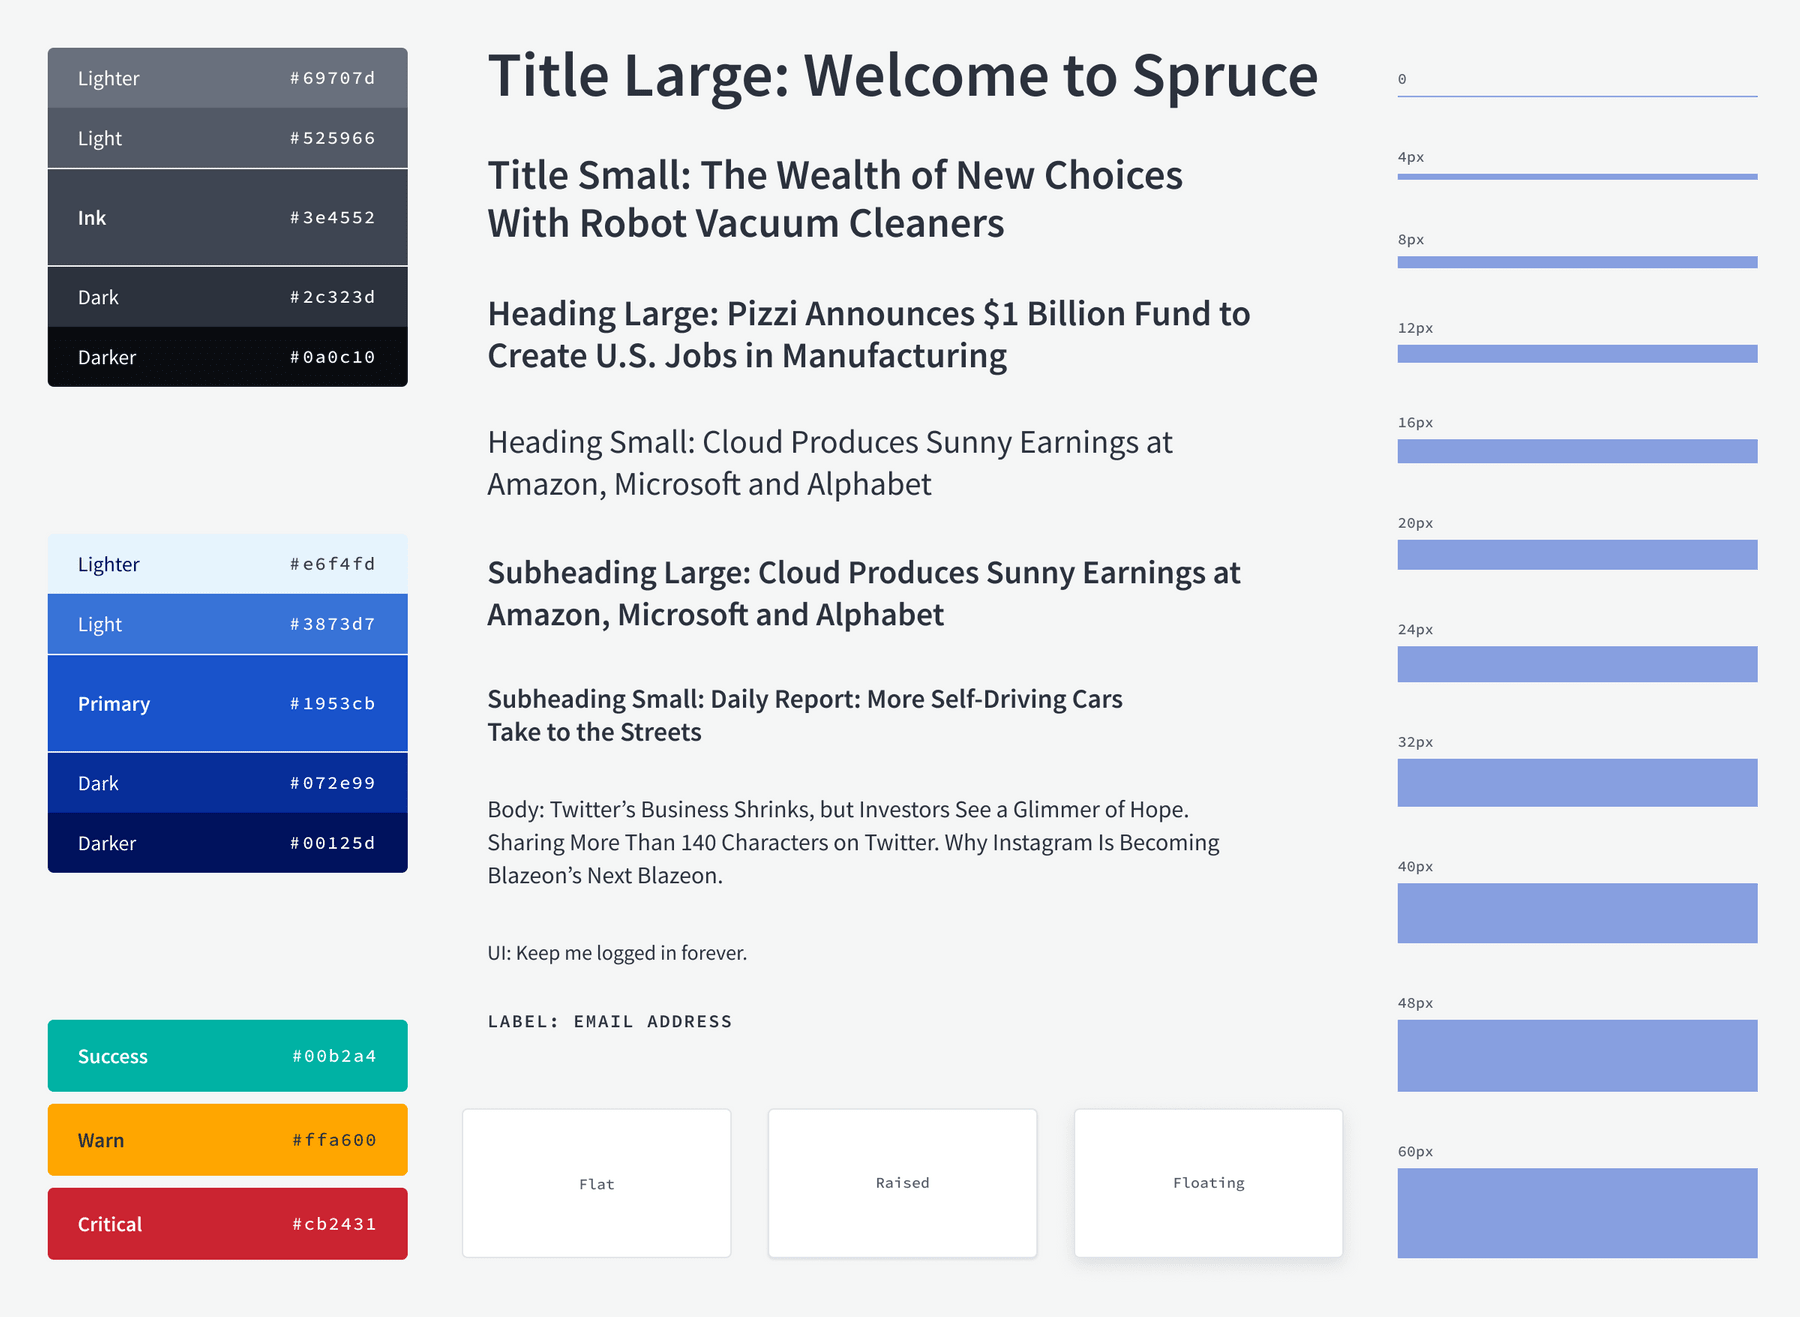 Lighter #69707d
Light #525966
Ink #3e4552
Dark #2c323d
Darker #0a0c10
Lighter #e6f4fd
Light #3873d7
Primary #1953cb
Dark #072e99
Darker #00125d
Success #00b2a4
Warn #ffa600
Critical #cb2431
Title Large: Welcome to Spruce
Title Small: The Wealth of New Choices
With Robot Vacuum Cleaners
Heading Large: Pizzi Announces $1 Billion Fund to
Create U.S. Jobs in Manufacturing
Heading Small: Cloud Produces Sunny Earnings at
Amazon, Microsoft and Alphabet
Subheading Large: Cloud Produces Sunny Earnings at
Amazon, Microsoft and Alphabet
Subheading Small: Daily Report: More Self-Driving Cars
Take to the Streets
Body: Twitter’s Business Shrinks, but Investors See a Glimmer of Hope.
Sharing More Than 140 Characters on Twitter. Why Instagram Is Becoming
Blazeon’s Next Blazeon.
UI: Keep me logged in forever.
LABEL: EMAIL ADDRESS
Flat
Raised
Floating
0
4px
8px
12px
16px
20px
24px
32px
40px
48px
60px